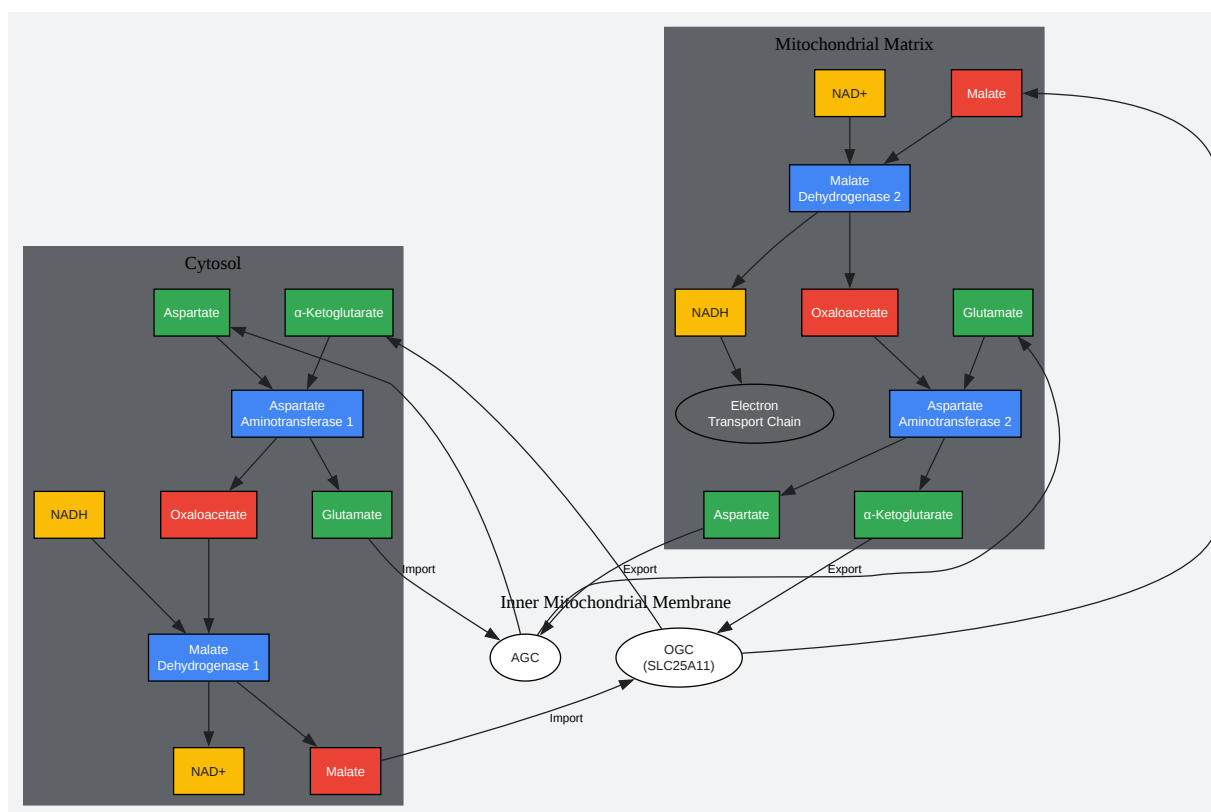 Mitochondrial Matrix
NAD+
Malate
Malate
Dehydrogenase 2
NADH
Oxaloacetate
Glutamate
Electron
Transport Chain
Aspartate
Aminotransferase 2
Aspartate
α-Ketoglutarate
Cytosol
Aspartate
α-Ketoglutarate
Aspartate
Aminotransferase 1
NADH
Oxaloacetate
Glutamate
Malate
Dehydrogenase 1
NAD+
Malate
Import
Export
Export
Inner Mitochondrial Membrane
AGC
OGC
(SLC25A11)
Import